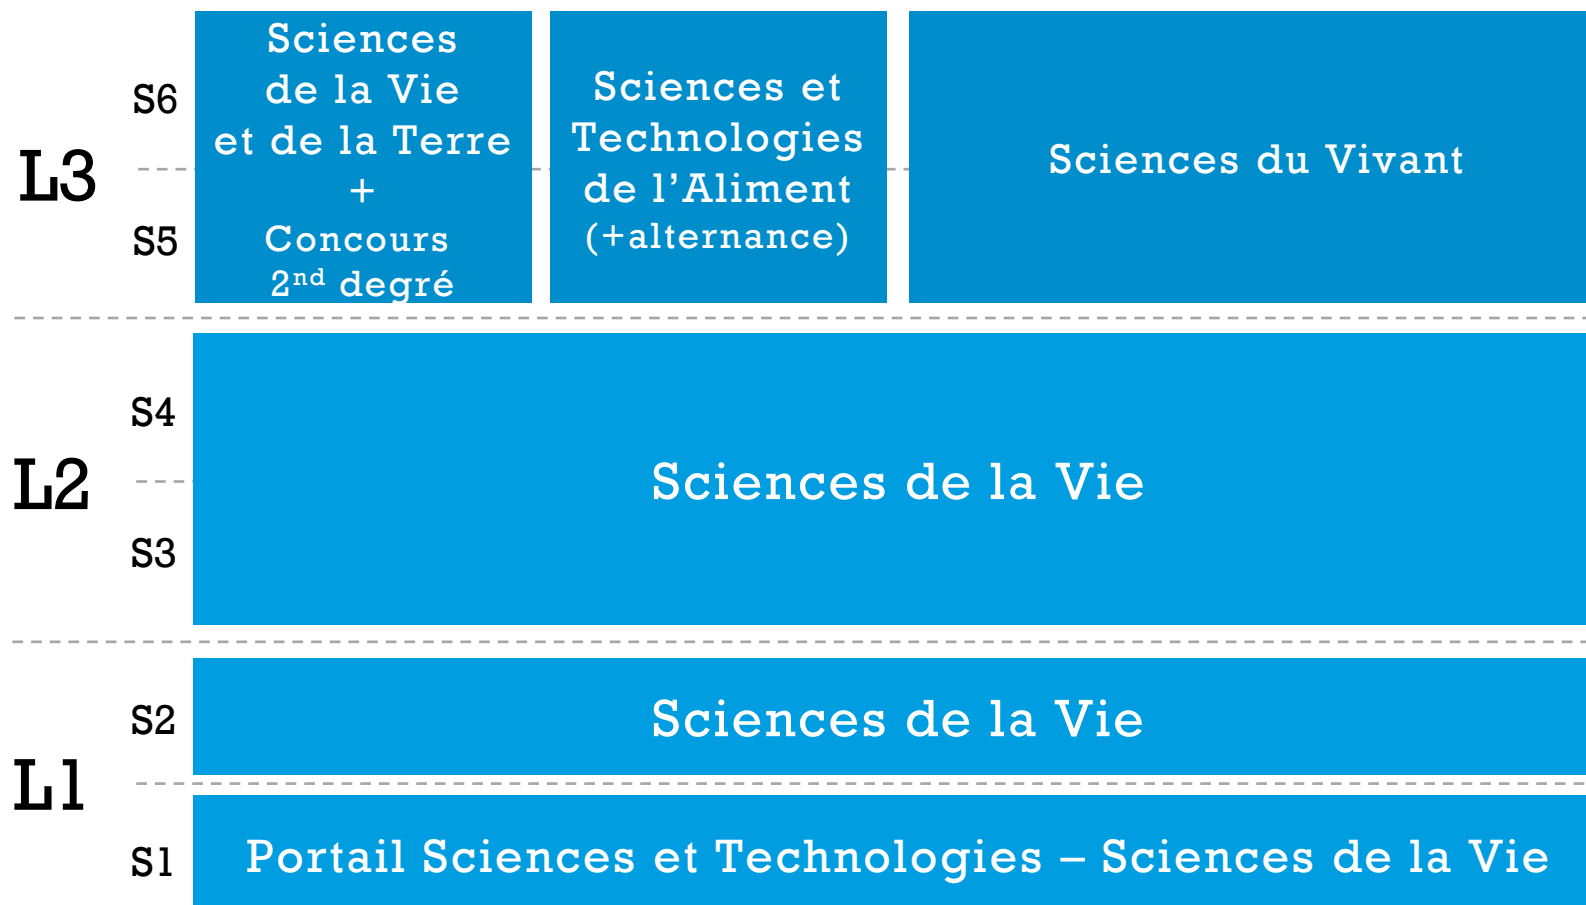 L3
S6
S5
Sciences
de la Vie
et de la Terre
+
Concours
2nd degré
Sciences et
Technologies
de l’Aliment
(+alternance)
Sciences du Vivant
L2
S4
S3
Sciences de la Vie
L1
S2
Sciences de la Vie
S1
Portail Sciences et Technologies – Sciences de la Vie